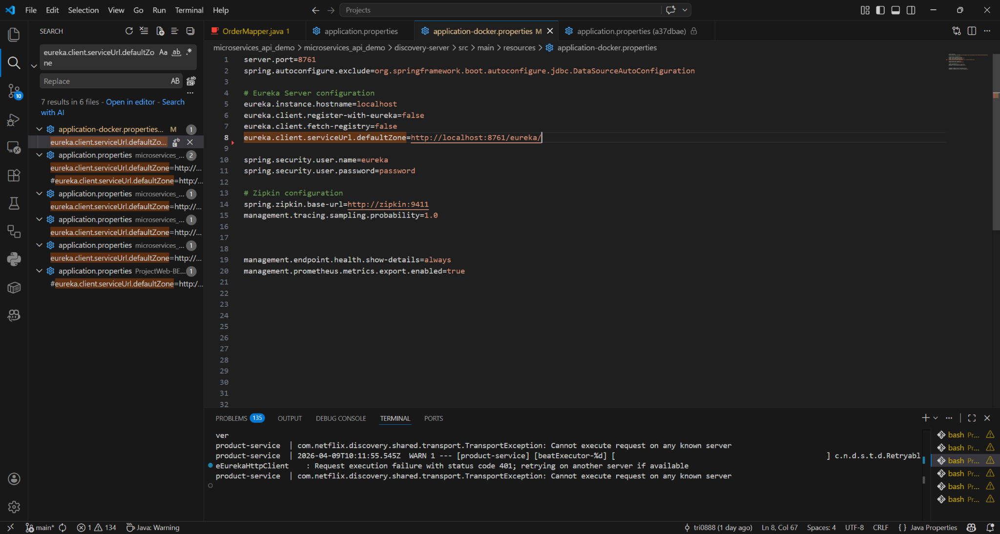 File Edit Selection View Go Run Terminal Help
Projects
SEARCH
eureka.client.serviceUrl.defaultZo
ne
Aa ab .*
Replace
AB
7 results in 6 files - Open in editor - Search
with AI
application-docker.properties... M 1
eureka.client.serviceUrl.defaultZo...
application.properties microservices_... 2
eureka.client.serviceUrl.defaultZone=http://...
#eureka.client.serviceUrl.defaultZone=http:/...
application.properties microservices_... 1
eureka.client.serviceUrl.defaultZone=http://...
application.properties microservices_... 1
eureka.client.serviceUrl.defaultZone=http://...
application.properties microservices_... 1
eureka.client.serviceUrl.defaultZone=http://...
application.properties ProjectWeb-BE... 1
#eureka.client.serviceUrl.defaultZone=http:/...
10
OrderMapper.java 1
application.properties
application-docker.properties M
application.properties (a37dbae)
microservices_api_demo > microservices_api_demo > discovery-server > src > main > resources > application-docker.properties
1 server.port=8761
2 spring.autoconfigure.exclude=org.springframework.boot.autoconfigure.jdbc.DataSourceAutoConfiguration
3
4 # Eureka Server configuration
5 eureka.instance.hostname=localhost
6 eureka.client.register-with-eureka=false
7 eureka.client.fetch-registry=false
8 eureka.client.serviceUrl.defaultZone=http://localhost:8761/eureka/
9
10 spring.security.user.name=eureka
11 spring.security.user.password=password
12
13 # Zipkin configuration
14 spring.zipkin.base-url=http://zipkin:9411
15 management.tracing.sampling.probability=1.0
16
17
18
19 management.endpoint.health.show-details=always
20 management.prometheus.metrics.export.enabled=true
21
22
23
24
25
26
27
28
29
30
31
32
PROBLEMS 135 OUTPUT DEBUG CONSOLE TERMINAL PORTS
ver
product-service | com.netflix.discovery.shared.transport.TransportException: Cannot execute request on any known server
product-service | 2026-04-09T10:11:55.545Z WARN 1 --- [product-service] [beatExecutor-%d] [ ] c.n.d.s.t.d.Retryabl
eEurekaHttpClient : Request execution failure with status code 401; retrying on another server if available
product-service | com.netflix.discovery.shared.transport.TransportException: Cannot execute request on any known server
bash Pr...
bash Pr...
bash Pr...
bash Pr...
bash Pr...
bash Pr...
main* 1 134 Java: Warning
tri0888 (1 day ago) Ln 8, Col 67 Spaces: 4 UTF-8 CRLF {} Java Properties